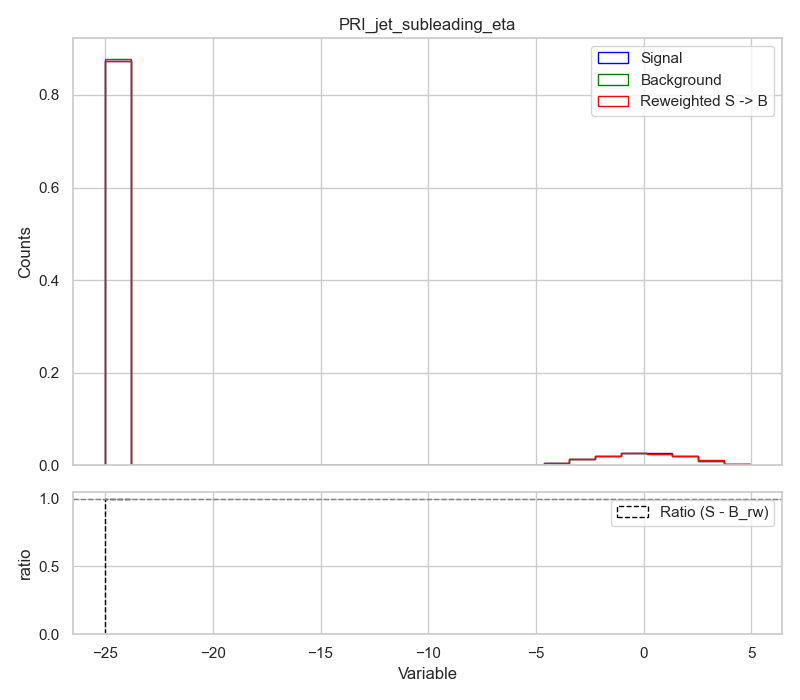 PRI_jet_subleading_eta
Signal
Background
Reweighted S -> B
Counts
0.8
0.6
0.4
0.2
0.0
Ratio (S - B_rw)
ratio
1.0
0.5
0.0
−25
−20
−15
−10
−5
0
5
Variable